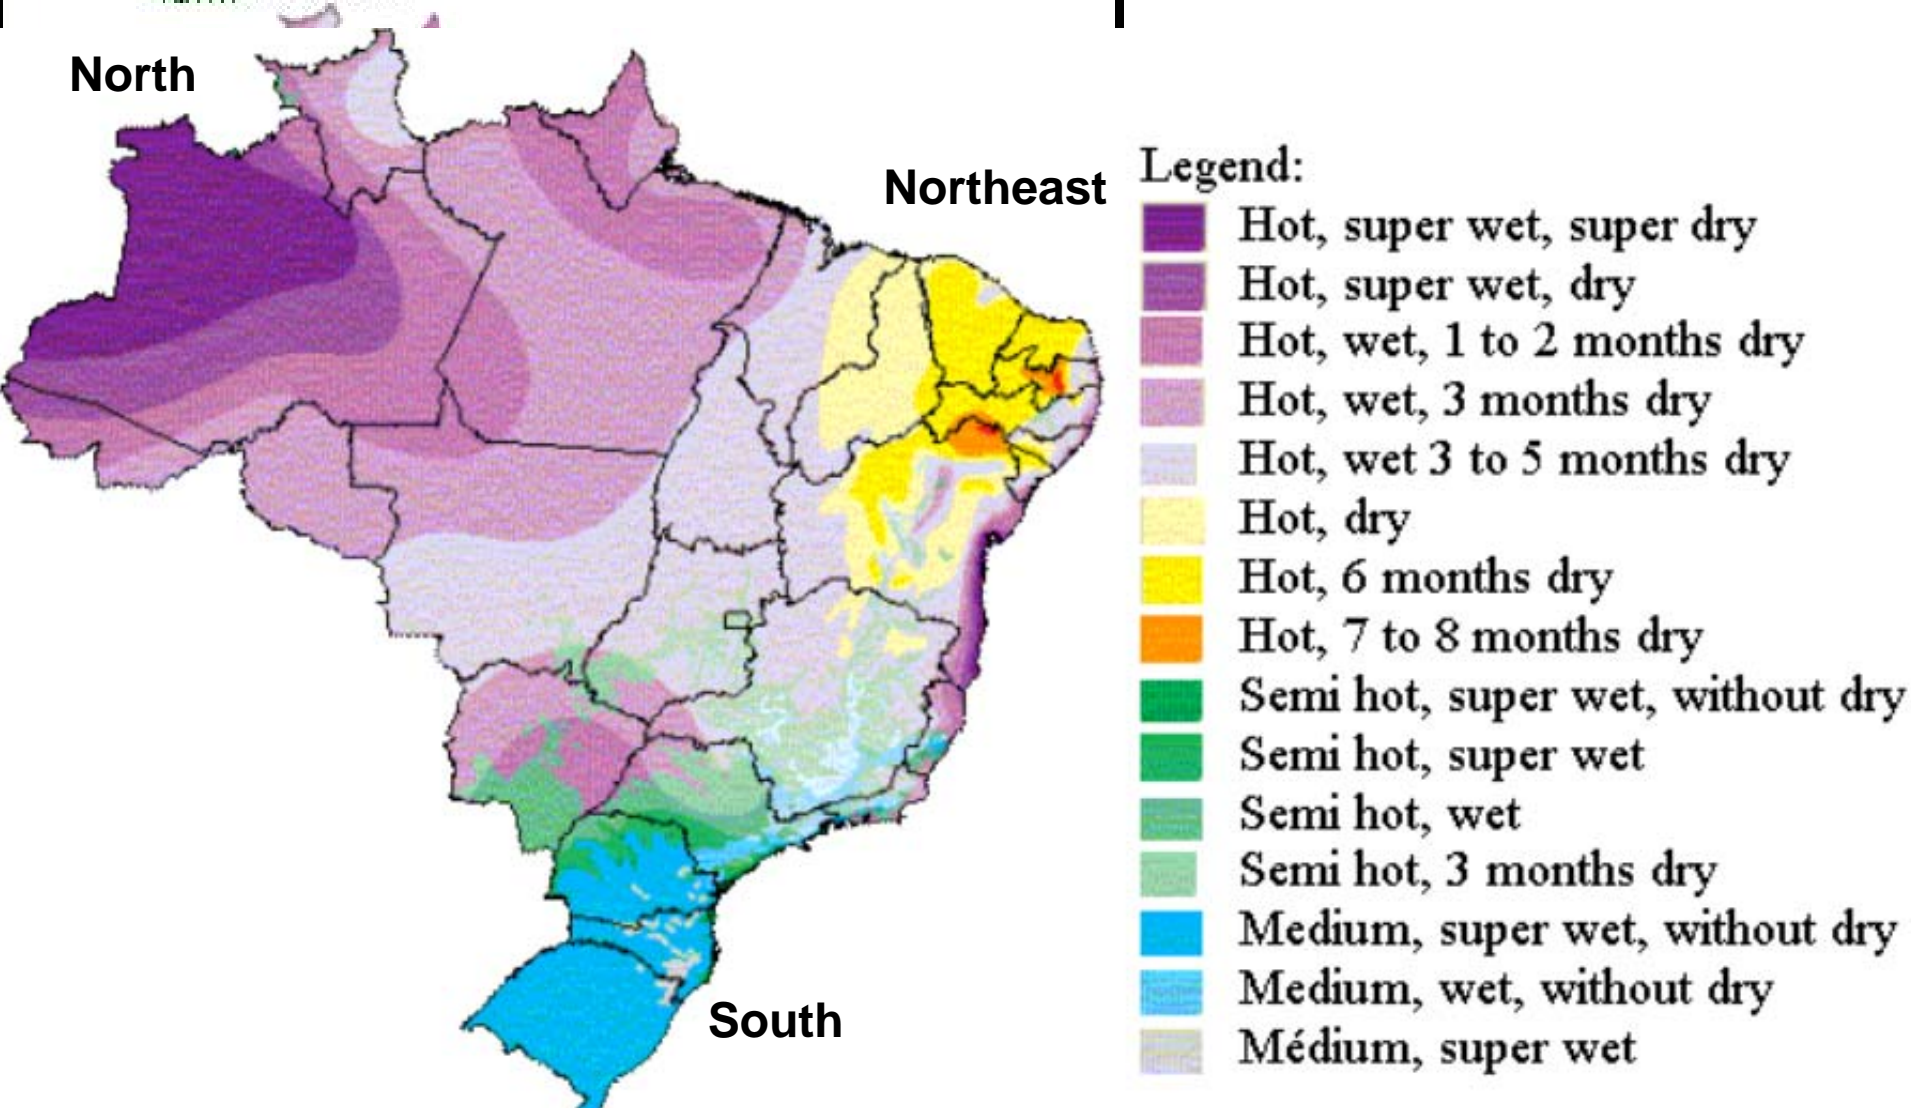 North
Northeast
South
Legend:
Hot, super wet, super dry
Hot, super wet, dry
Hot, wet, 1 to 2 months dry
Hot, wet, 3 months dry
Hot, wet 3 to 5 months dry
Hot, dry
Hot, 6 months dry
Hot, 7 to 8 months dry
Semi hot, super wet, without dry
Semi hot, super wet
Semi hot, wet
Semi hot, 3 months dry
Medium, super wet, without dry
Medium, wet, without dry
Médium, super wet